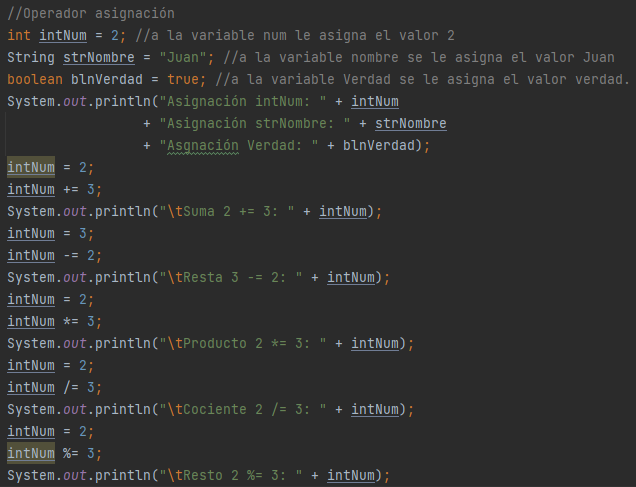 //Operador asignación
int intNum = 2; //a la variable num le asigna el valor 2
String strNombre = "Juan"; //a la variable nombre se le asigna el valor Juan
boolean blnVerdad = true; //a la variable Verdad se le asigna el valor verdad.
System.out.println("Asignación intNum: " + intNum
+ "Asignación strNombre: " + strNombre
+ "Asgnación Verdad: " + blnVerdad);
intNum = 2;
intNum += 3;
System.out.println("\tSuma 2 += 3: " + intNum);
intNum = 3;
intNum -= 2;
System.out.println("\tResta 3 -= 2: " + intNum);
intNum = 2;
intNum *= 3;
System.out.println("\tProducto 2 *= 3: " + intNum);
intNum = 2;
intNum /= 3;
System.out.println("\tCociente 2 /= 3: " + intNum);
intNum = 2;
intNum %= 3;
System.out.println("\tResto 2 %= 3: " + intNum);